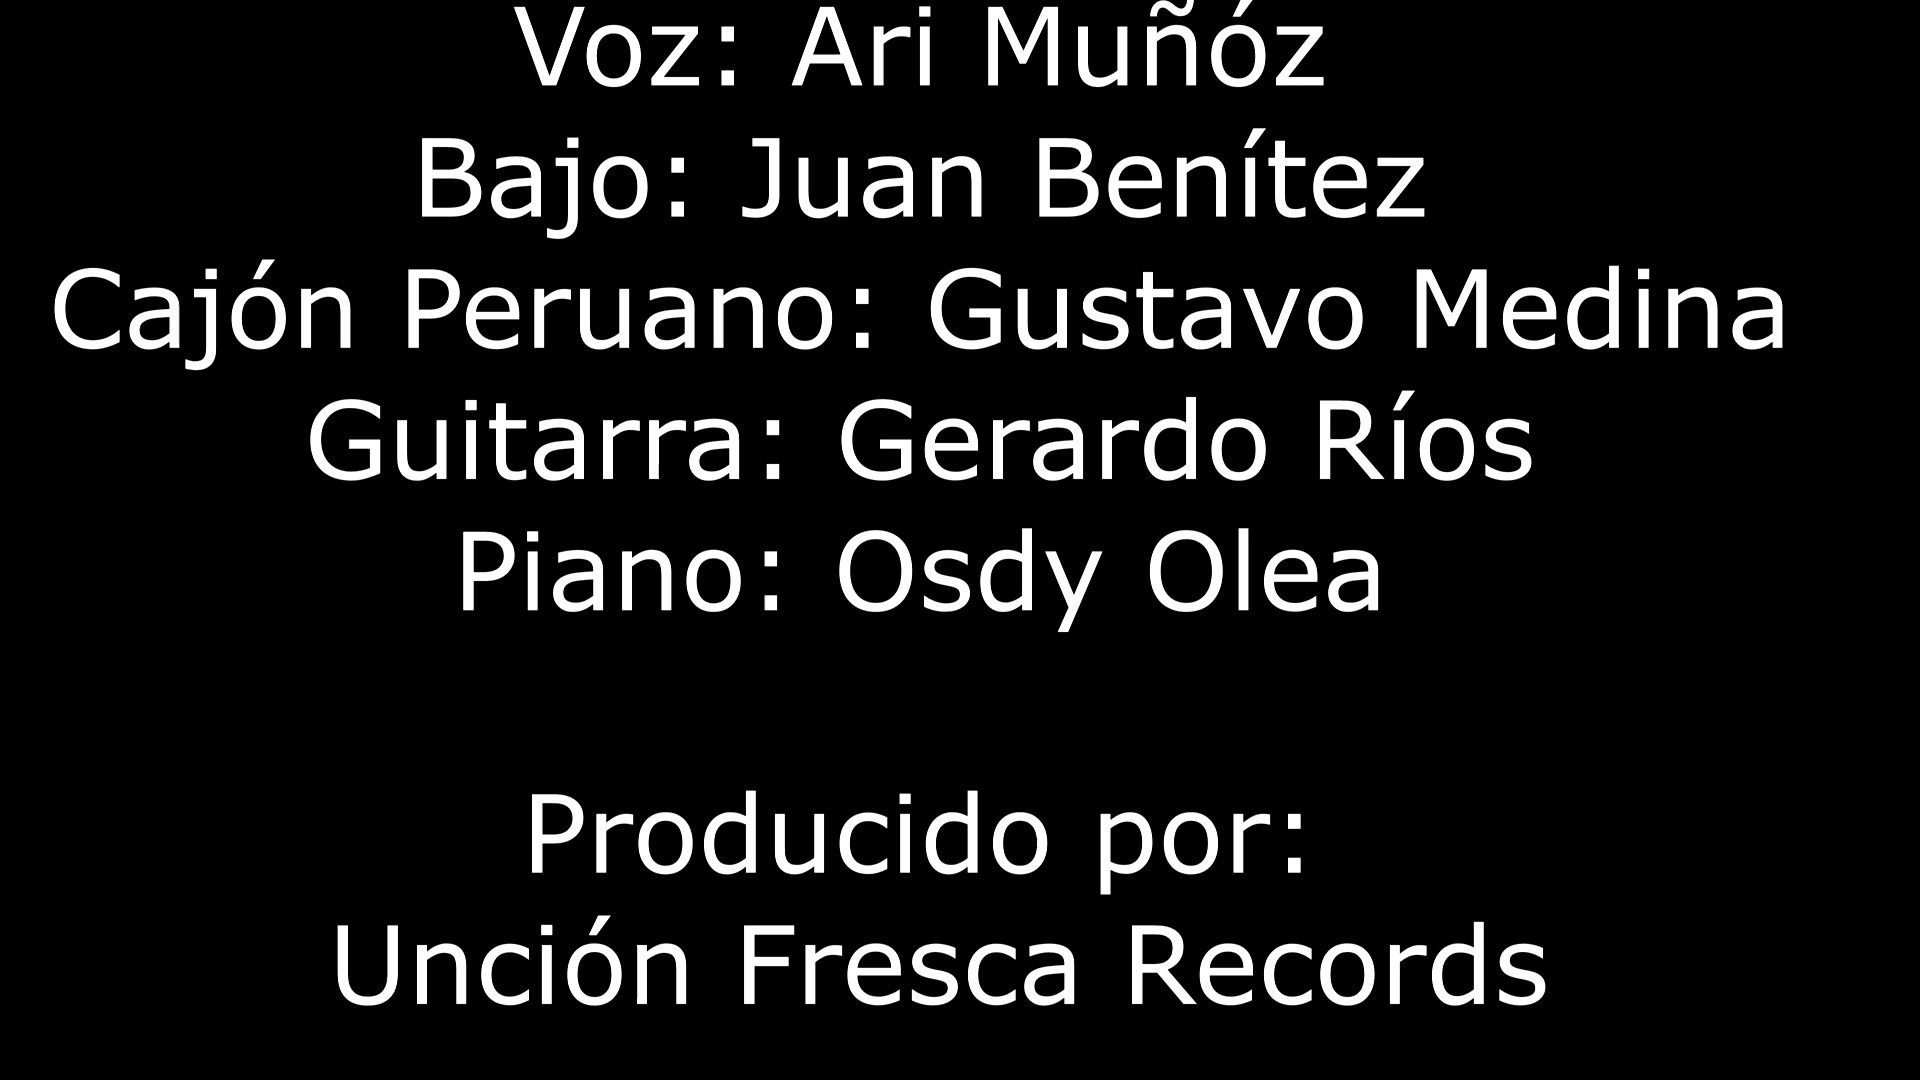 Voz: Ari Muñóz
Bajo: Juan Benítez
Cajón Peruano: Gustavo Medina
Guitarra: Gerardo Ríos
Piano: Osdy Olea
Producido por:
Unción Fresca Records